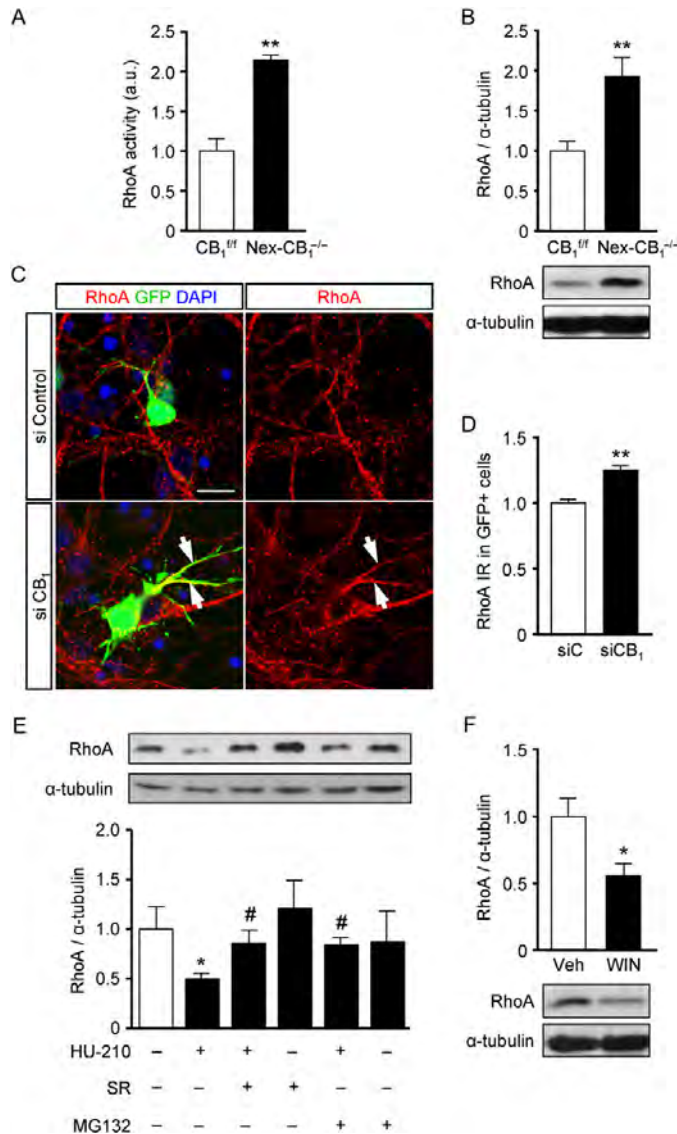 A
RhoA activity (a.u.)
2.5
2.0
1.5
1.0
0.5
0
**
CB₁f/f Nex-CB₁−/−
B
RhoA / α-tubulin
2.5
2.0
1.5
1.0
0.5
0
**
CB₁f/f Nex-CB₁−/−
RhoA
α-tubulin
C
RhoA GFP DAPI
RhoA
si Control
si CB₁
D
RhoA IR in GFP+ cells
1.5
1.0
0.5
0
**
siC siCB₁
E
RhoA
α-tubulin
RhoA / α-tubulin
2.0
1.5
1.0
0.5
0
* # #
HU-210 − + + − + −
SR − − + + − −
MG132 − − − − + +
F
RhoA / α-tubulin
1.5
1.0
0.5
0
*
Veh WIN
RhoA
α-tubulin